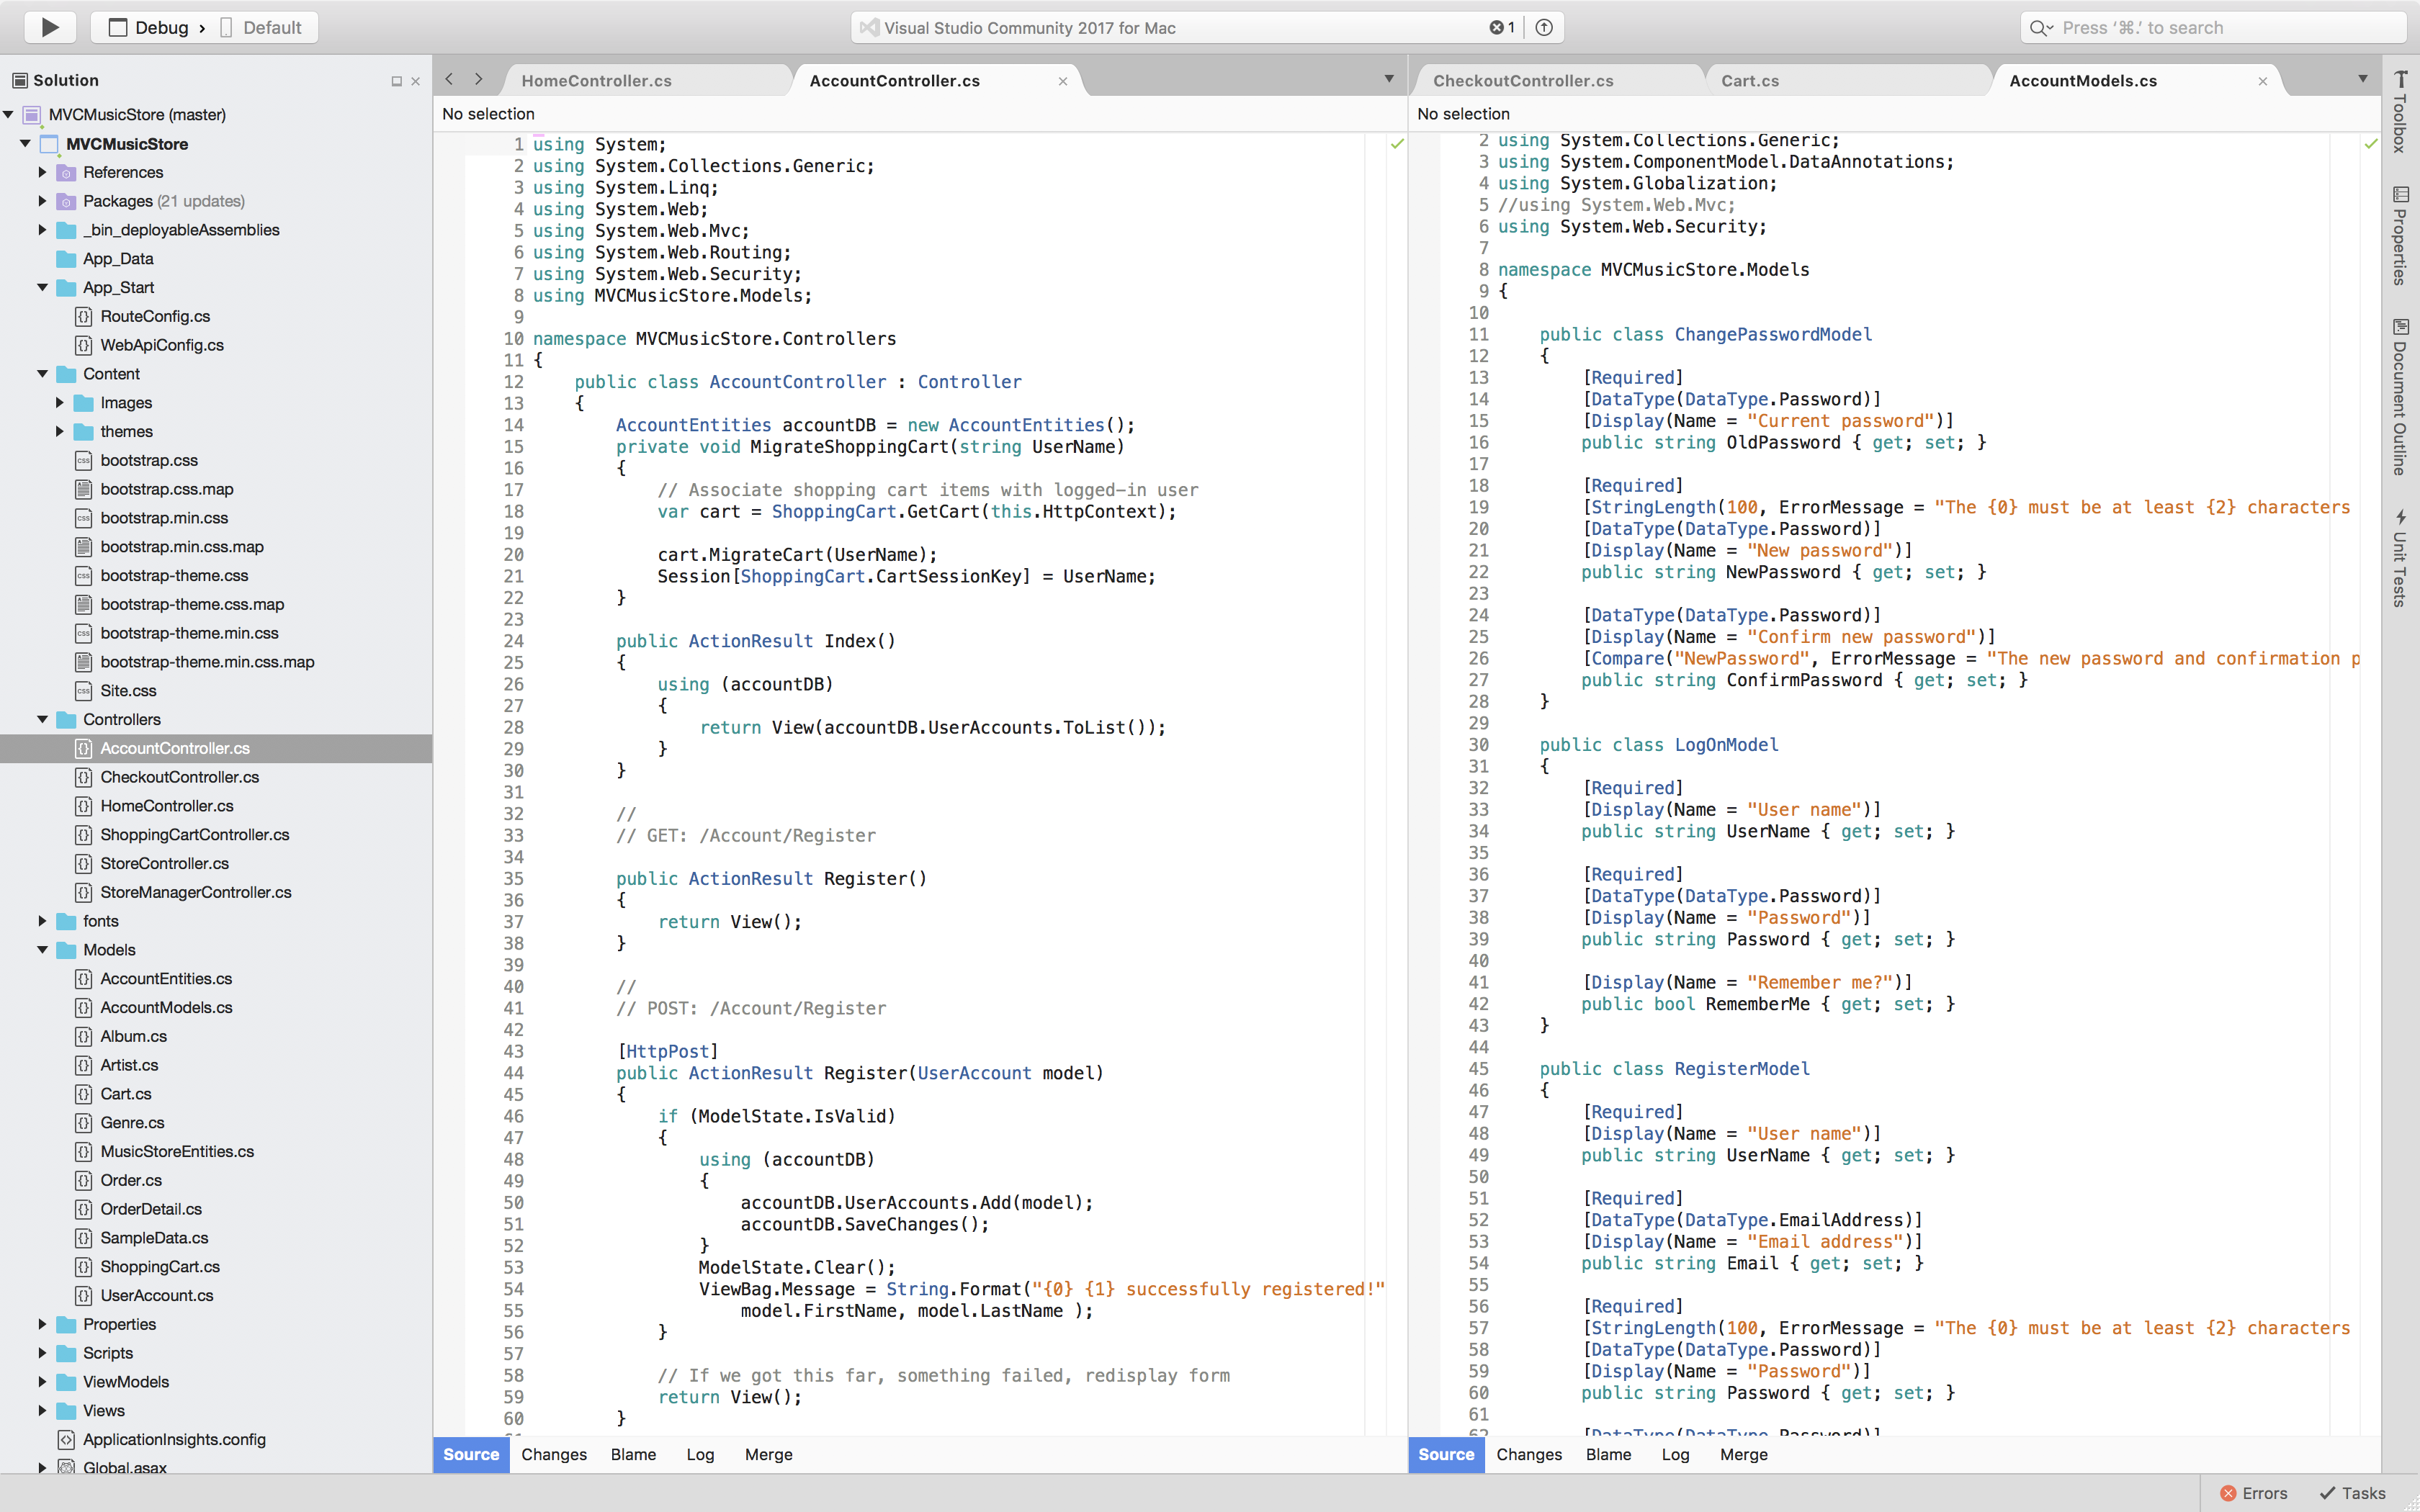 Debug › Default
Visual Studio Community 2017 for Mac
1
Press ‘⌘.’ to search
Solution
MVCMusicStore (master)
MVCMusicStore
References
Packages (21 updates)
_bin_deployableAssemblies
App_Data
App_Start
RouteConfig.cs
WebApiConfig.cs
Content
Images
themes
bootstrap.css
bootstrap.css.map
bootstrap.min.css
bootstrap.min.css.map
bootstrap-theme.css
bootstrap-theme.css.map
bootstrap-theme.min.css
bootstrap-theme.min.css.map
Site.css
Controllers
AccountController.cs
CheckoutController.cs
HomeController.cs
ShoppingCartController.cs
StoreController.cs
StoreManagerController.cs
fonts
Models
AccountEntities.cs
AccountModels.cs
Album.cs
Artist.cs
Cart.cs
Genre.cs
MusicStoreEntities.cs
Order.cs
OrderDetail.cs
SampleData.cs
ShoppingCart.cs
UserAccount.cs
Properties
Scripts
ViewModels
Views
ApplicationInsights.config
Global.asax
HomeController.cs
AccountController.cs
No selection
1 using System;
2 using System.Collections.Generic;
3 using System.Linq;
4 using System.Web;
5 using System.Web.Mvc;
6 using System.Web.Routing;
7 using System.Web.Security;
8 using MVCMusicStore.Models;
9
10 namespace MVCMusicStore.Controllers
11 {
12 public class AccountController : Controller
13 {
14 AccountEntities accountDB = new AccountEntities();
15 private void MigrateShoppingCart(string UserName)
16 {
17 // Associate shopping cart items with logged-in user
18 var cart = ShoppingCart.GetCart(this.HttpContext);
19
20 cart.MigrateCart(UserName);
21 Session[ShoppingCart.CartSessionKey] = UserName;
22 }
23
24 public ActionResult Index()
25 {
26 using (accountDB)
27 {
28 return View(accountDB.UserAccounts.ToList());
29 }
30 }
31
32 //
33 // GET: /Account/Register
34
35 public ActionResult Register()
36 {
37 return View();
38 }
39
40 //
41 // POST: /Account/Register
42
43 [HttpPost]
44 public ActionResult Register(UserAccount model)
45 {
46 if (ModelState.IsValid)
47 {
48 using (accountDB)
49 {
50 accountDB.UserAccounts.Add(model);
51 accountDB.SaveChanges();
52 }
53 ModelState.Clear();
54 ViewBag.Message = String.Format("{0} {1} successfully registered!"
55 model.FirstName, model.LastName );
56 }
57
58 // If we got this far, something failed, redisplay form
59 return View();
60 }
Source Changes Blame Log Merge
CheckoutController.cs
Cart.cs
AccountModels.cs
No selection
2 using System.Collections.Generic;
3 using System.ComponentModel.DataAnnotations;
4 using System.Globalization;
5 //using System.Web.Mvc;
6 using System.Web.Security;
7
8 namespace MVCMusicStore.Models
9 {
10
11 public class ChangePasswordModel
12 {
13 [Required]
14 [DataType(DataType.Password)]
15 [Display(Name = "Current password")]
16 public string OldPassword { get; set; }
17
18 [Required]
19 [StringLength(100, ErrorMessage = "The {0} must be at least {2} characters
20 [DataType(DataType.Password)]
21 [Display(Name = "New password")]
22 public string NewPassword { get; set; }
23
24 [DataType(DataType.Password)]
25 [Display(Name = "Confirm new password")]
26 [Compare("NewPassword", ErrorMessage = "The new password and confirmation p
27 public string ConfirmPassword { get; set; }
28 }
29
30 public class LogOnModel
31 {
32 [Required]
33 [Display(Name = "User name")]
34 public string UserName { get; set; }
35
36 [Required]
37 [DataType(DataType.Password)]
38 [Display(Name = "Password")]
39 public string Password { get; set; }
40
41 [Display(Name = "Remember me?")]
42 public bool RememberMe { get; set; }
43 }
44
45 public class RegisterModel
46 {
47 [Required]
48 [Display(Name = "User name")]
49 public string UserName { get; set; }
50
51 [Required]
52 [DataType(DataType.EmailAddress)]
53 [Display(Name = "Email address")]
54 public string Email { get; set; }
55
56 [Required]
57 [StringLength(100, ErrorMessage = "The {0} must be at least {2} characters
58 [DataType(DataType.Password)]
59 [Display(Name = "Password")]
60 public string Password { get; set; }
61
62 [DataType(DataType.Password)]
Source Changes Blame Log Merge
Toolbox
Properties
Document Outline
Unit Tests
Errors
Tasks